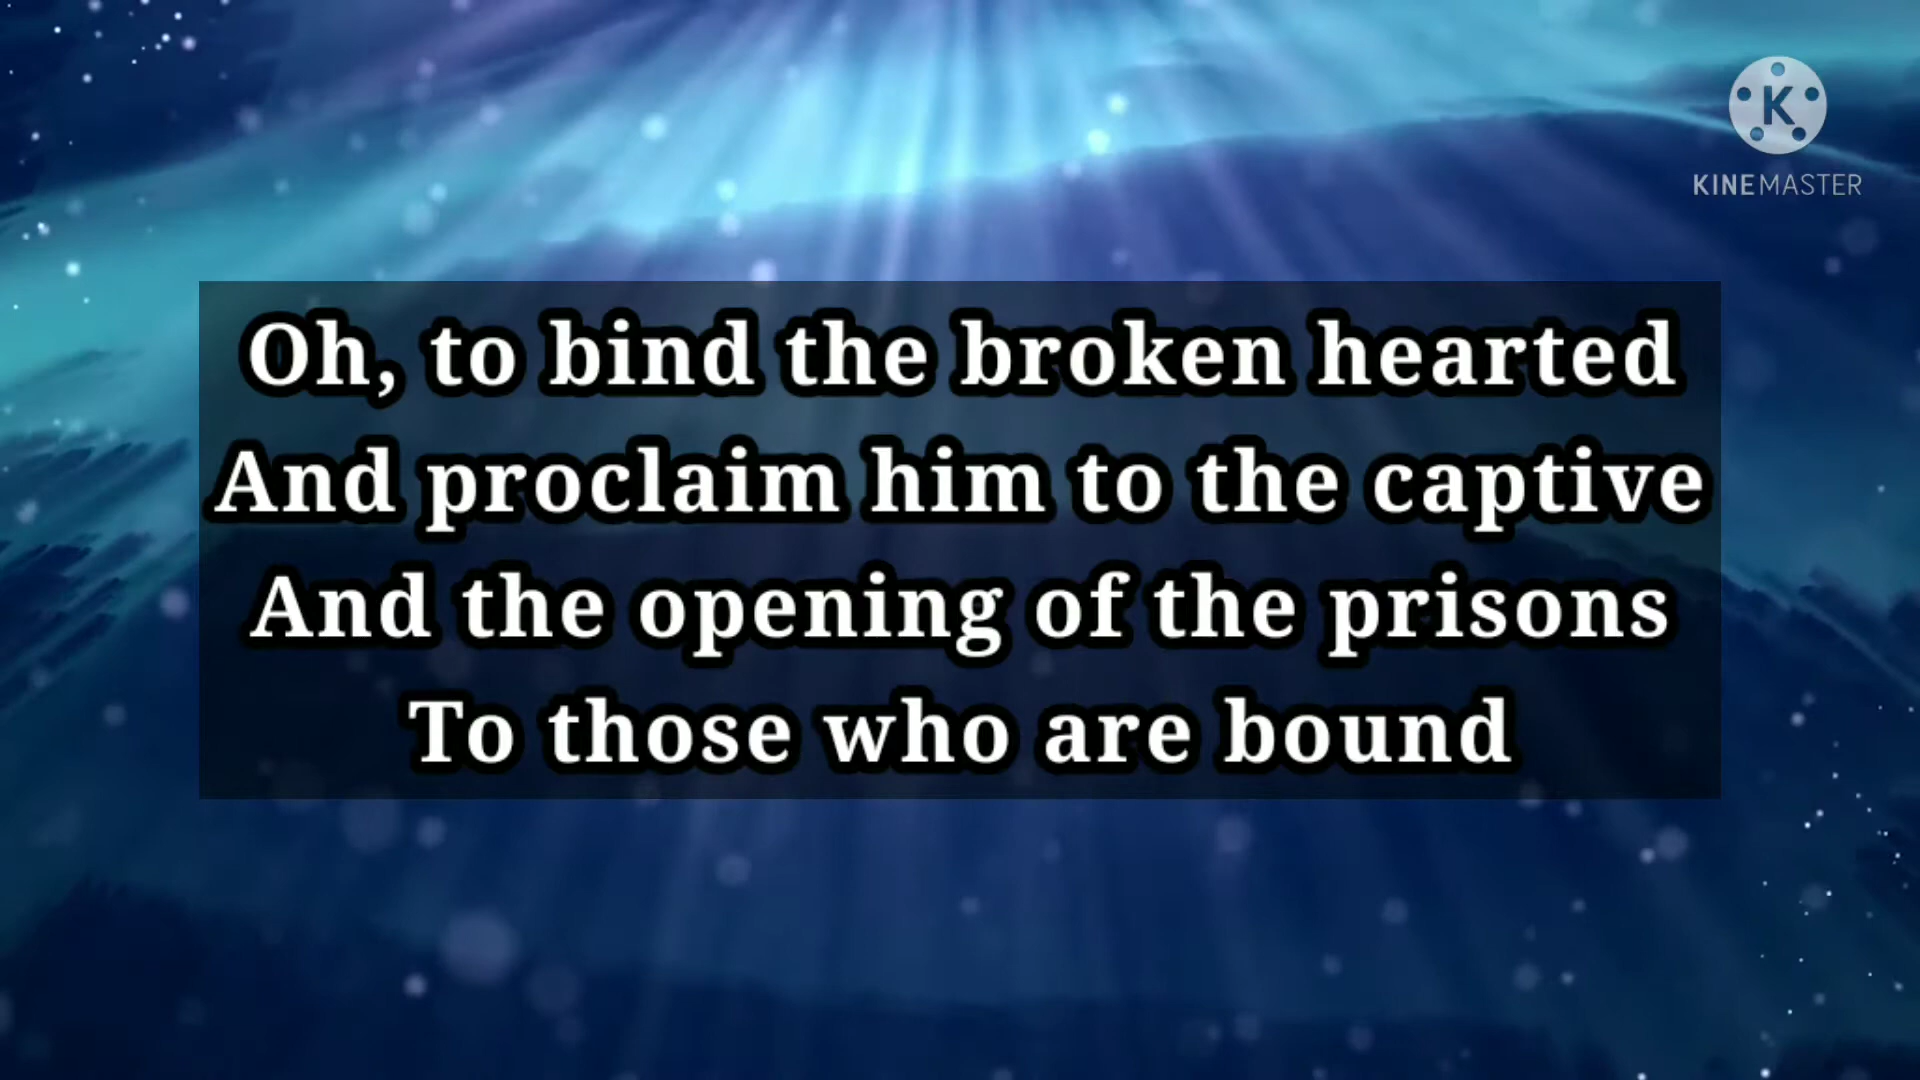 K
KINEMASTER
Oh, to bind the broken hearted
And proclaim him to the captive
And the opening of the prisons
To those who are bound